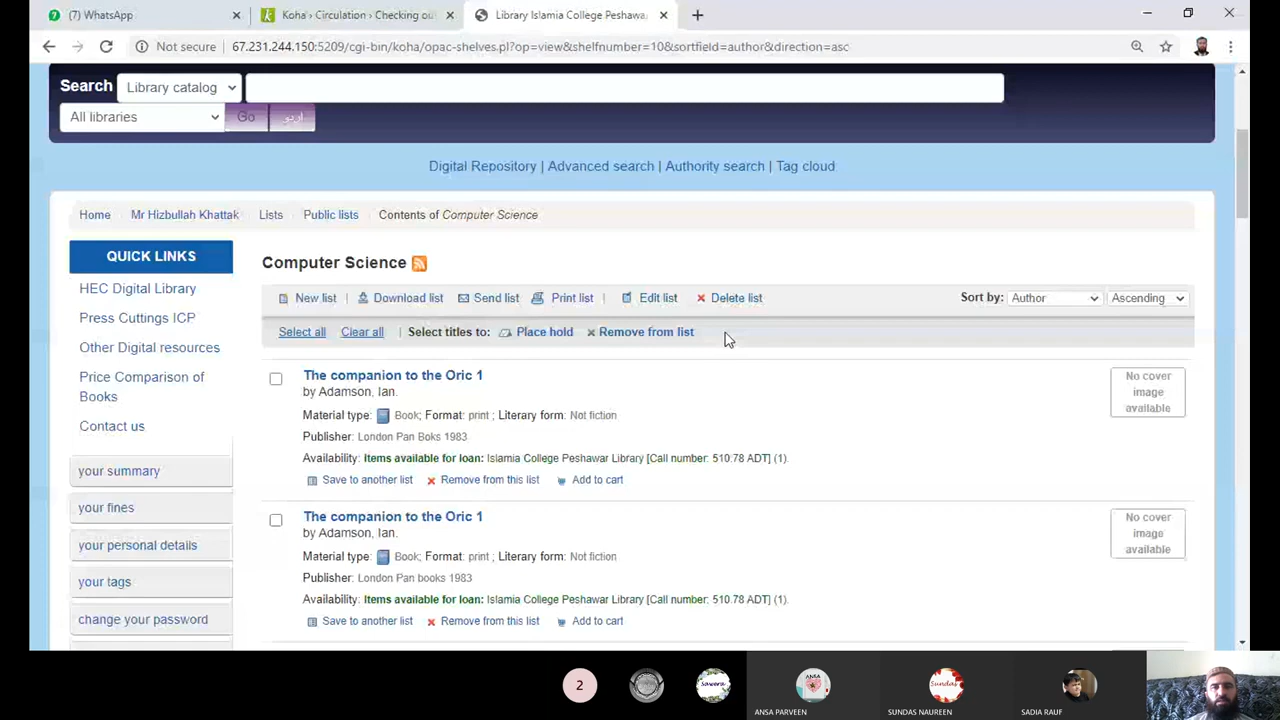 WhatsApp
Koha › Circulation › Checking ou
Library Islamia College Peshawa
Not secure 67.231.244.150:5209/cgi-bin/koha/opac-shelves.pl?op=view&shelfnumber=10&sortfield=author&direction=asc
Search Library catalog
All libraries Go اردو
Digital Repository | Advanced search | Authority search | Tag cloud
Home Mr Hizbullah Khattak Lists Public lists Contents of Computer Science
QUICK LINKS
HEC Digital Library
Press Cuttings ICP
Other Digital resources
Price Comparison of
Books
Contact us
your summary
your fines
your personal details
your tags
change your password
Computer Science
New list | Download list Send list Print list | Edit list Delete list
Sort by: Author Ascending
Select all Clear all | Select titles to: Place hold Remove from list
The companion to the Oric 1
by Adamson, Ian.
Material type: Book; Format: print ; Literary form: Not fiction
Publisher: London Pan Boks 1983
Availability: Items available for loan: Islamia College Peshawar Library [Call number: 510.78 ADT] (1).
Save to another list Remove from this list Add to cart
No cover
image
available
The companion to the Oric 1
by Adamson, Ian.
Material type: Book; Format: print ; Literary form: Not fiction
Publisher: London Pan books 1983
Availability: Items available for loan: Islamia College Peshawar Library [Call number: 510.78 ADT] (1).
Save to another list Remove from this list Add to cart
No cover
image
available
2
ANSA PARVEEN
SUNDAS NAUREEN
SADIA RAUF